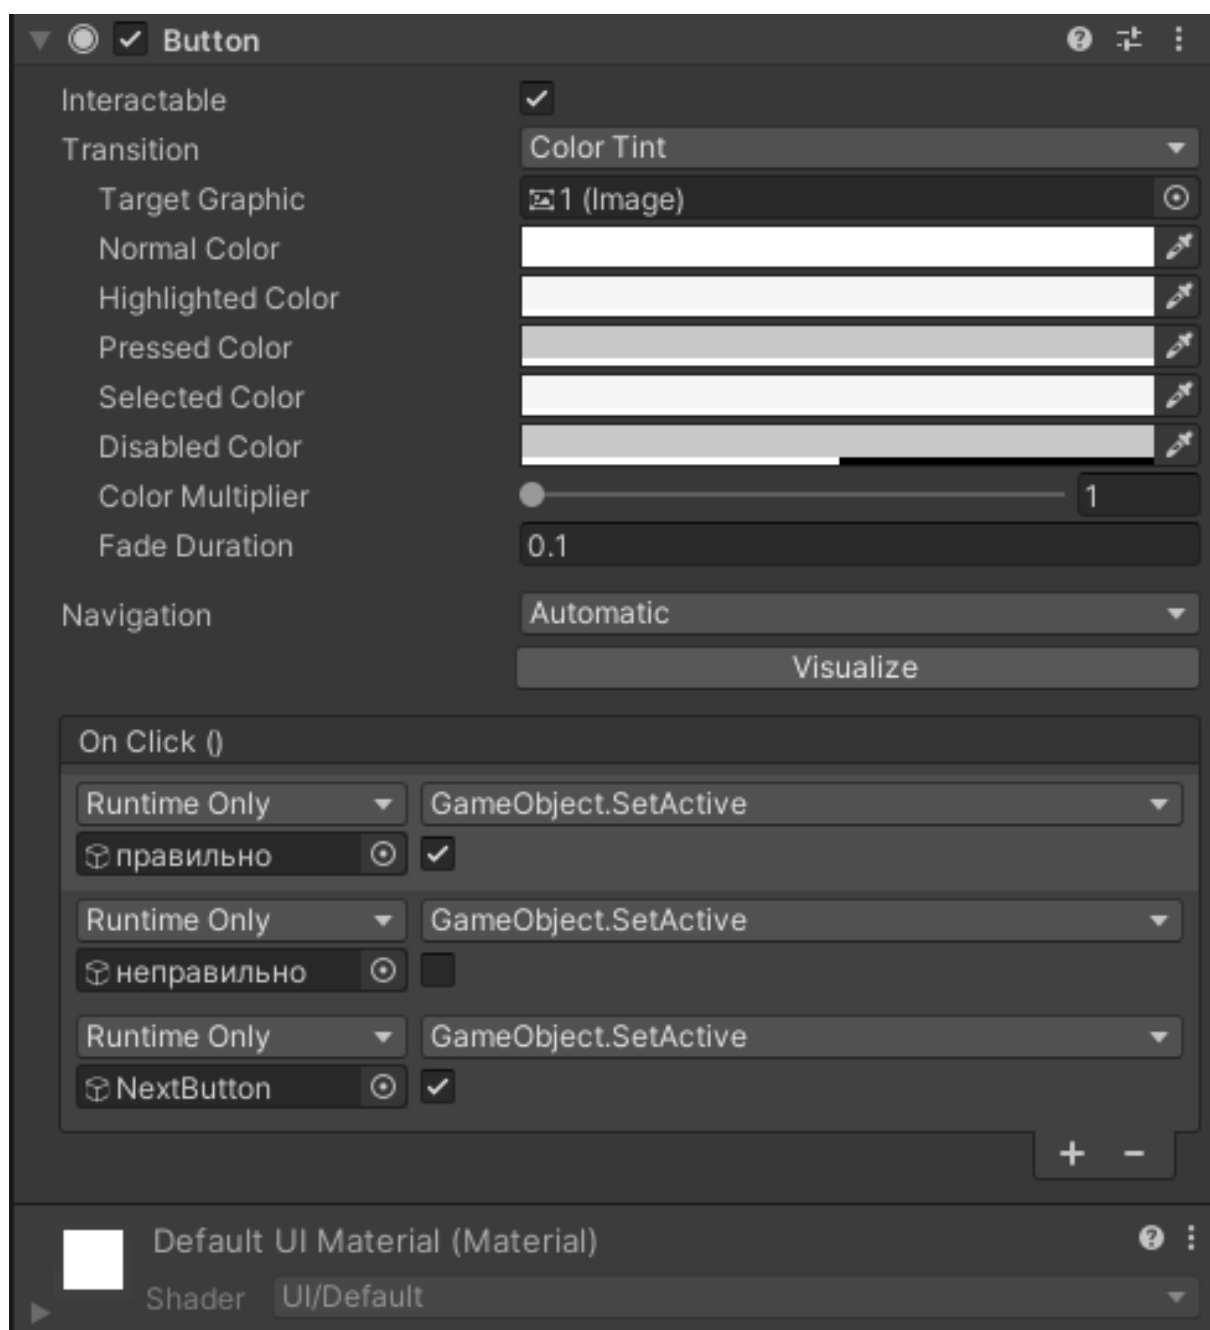 Button
Interactable
Transition Color Tint
Target Graphic 1 (Image)
Normal Color
Highlighted Color
Pressed Color
Selected Color
Disabled Color
Color Multiplier 1
Fade Duration 0.1
Navigation Automatic
Visualize
On Click ()
Runtime Only GameObject.SetActive
правильно
Runtime Only GameObject.SetActive
неправильно
Runtime Only GameObject.SetActive
NextButton
Default UI Material (Material)
Shader UI/Default